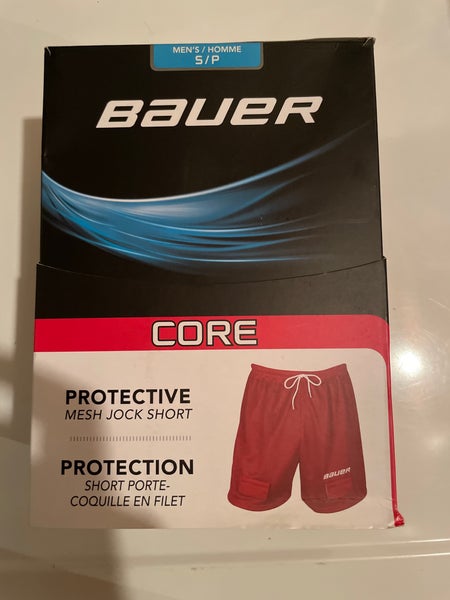 MEN'S / HOMME
S/P
BAUER
CORE
PROTECTIVE
MESH JOCK SHORT
PROTECTION
SHORT PORTE-
COQUILLE EN FILET
BAUER